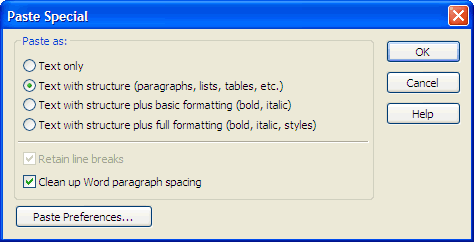 Paste Special
Paste as:
Text only
Text with structure (paragraphs, lists, tables, etc.)
Text with structure plus basic formatting (bold, italic)
Text with structure plus full formatting (bold, italic, styles)
Retain line breaks
Clean up Word paragraph spacing
Paste Preferences...
OK
Cancel
Help